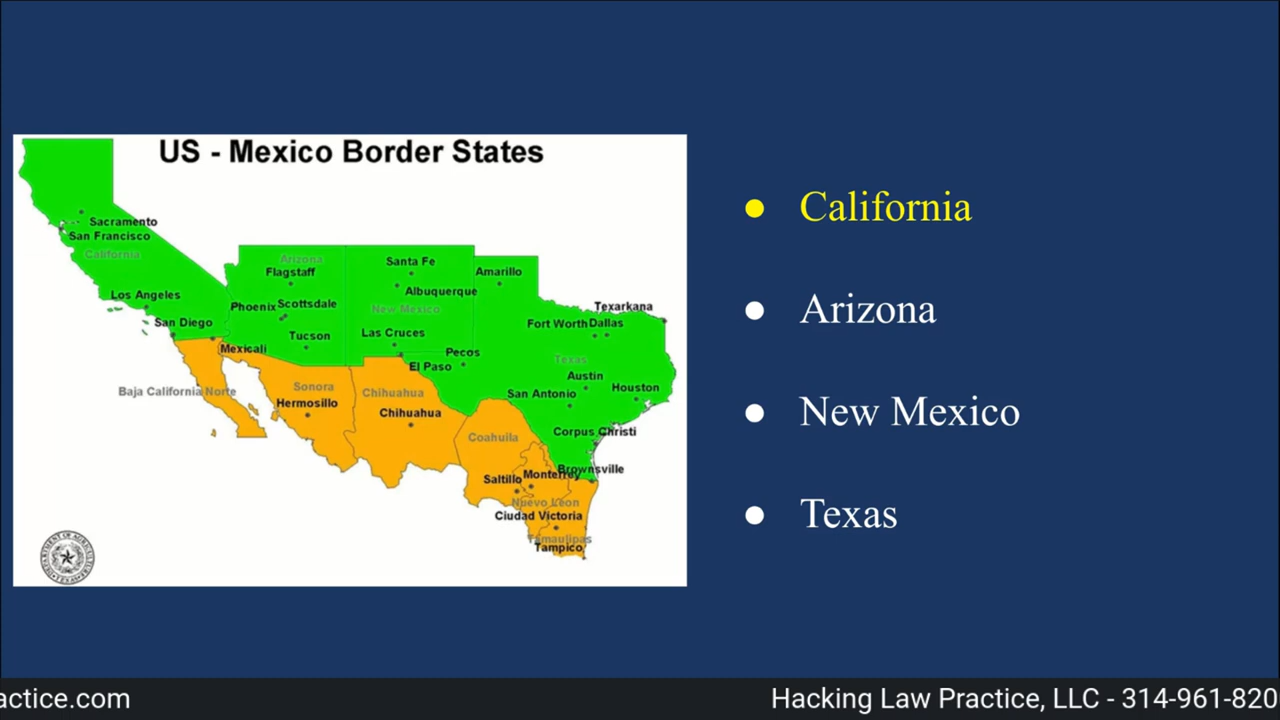 US - Mexico Border States
Sacramento
San Francisco
California
Los Angeles
San Diego
Arizona
Flagstaff
Phoenix Scottsdale
Tucson
Santa Fe
Albuquerque
New Mexico
Las Cruces
Amarillo
Texarkana
Fort Worth Dallas
Pecos
El Paso
Texas
Austin
San Antonio
Houston
Corpus Christi
Brownsville
Mexicali
Baja California Norte
Sonora
Hermosillo
Chihuahua
Chihuahua
Coahuila
Saltillo
Monterrey
Nuevo Leon
Ciudad Victoria
Tamaulipas
Tampico
● California
● Arizona
● New Mexico
● Texas
actice.com
Hacking Law Practice, LLC - 314-961-820